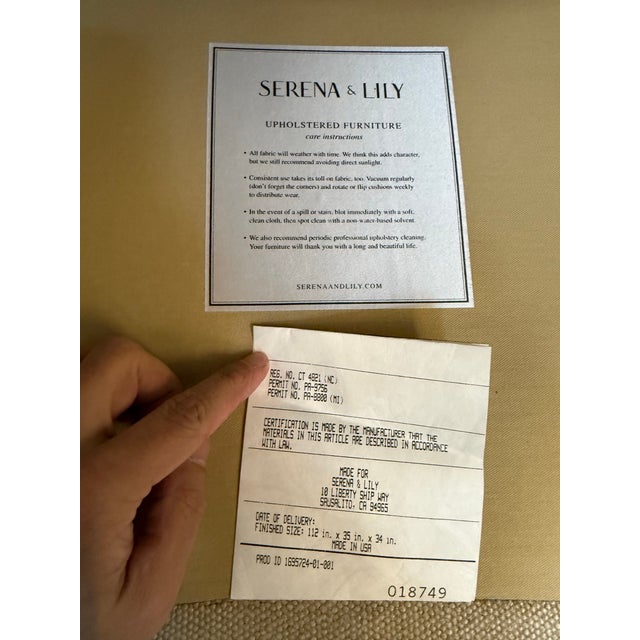 SERENA & LILY
UPHOLSTERED FURNITURE
care instructions
• All fabric will weather with time. We think this adds character,
but we still recommend avoiding direct sunlight.
• Consistent use takes its toll on fabric, too. Vacuum regularly
(don't forget the corners) and rotate or flip cushions weekly
to distribute wear.
• In the event of a spill or stain, blot immediately with a soft,
clean cloth, then spot clean with a non-water-based solvent.
• We also recommend periodic professional upholstery cleaning.
Your furniture will thank you with a long and beautiful life.
SERENAANDLILY.COM
REG. NO. CT 4821 (NC)
PERMIT NO. PA-9756
PERMIT NO. PA-8800 (MI)
CERTIFICATION IS MADE BY THE MANUFACTURER THAT THE
MATERIALS IN THIS ARTICLE ARE DESCRIBED IN ACCORDANCE
WITH LAW.
MADE FOR
SERENA & LILY
10 LIBERTY SHIP WAY
SAUSALITO, CA 94965
DATE OF DELIVERY:
FINISHED SIZE: 112 in. x 35 in. x 34 in.
MADE IN USA
PROD ID 1695724-01-001
018749